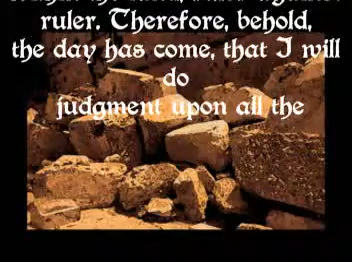 ruler. Therefore, behold,
the day has come, that I will
do
judgment upon all the